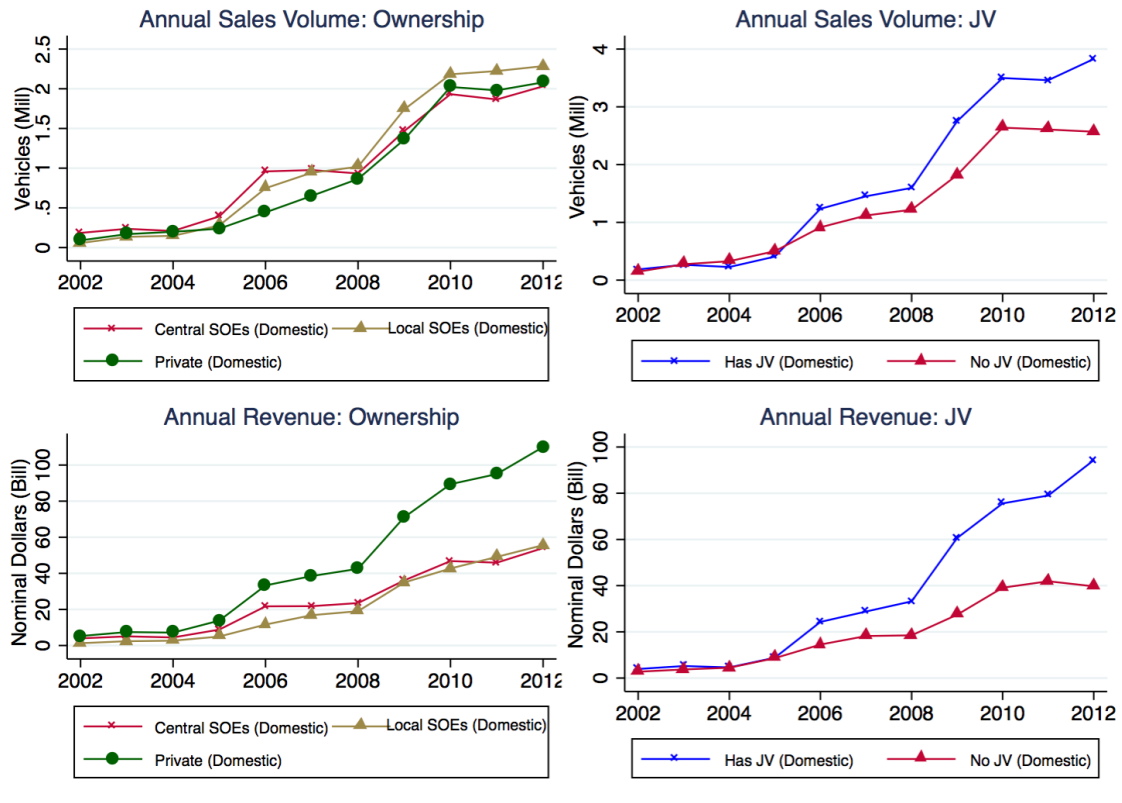 Annual Sales Volume: Ownership
Vehicles (Mill)
2.5
2
1.5
1
.5
0
2002 2004 2006 2008 2010 2012
Central SOEs (Domestic) Local SOEs (Domestic)
Private (Domestic)
Annual Sales Volume: JV
Vehicles (Mill)
4
3
2
1
0
2002 2004 2006 2008 2010 2012
Has JV (Domestic) No JV (Domestic)
Annual Revenue: Ownership
Nominal Dollars (Bill)
100
80
60
40
20
0
2002 2004 2006 2008 2010 2012
Central SOEs (Domestic) Local SOEs (Domestic)
Private (Domestic)
Annual Revenue: JV
Nominal Dollars (Bill)
100
80
60
40
20
0
2002 2004 2006 2008 2010 2012
Has JV (Domestic) No JV (Domestic)